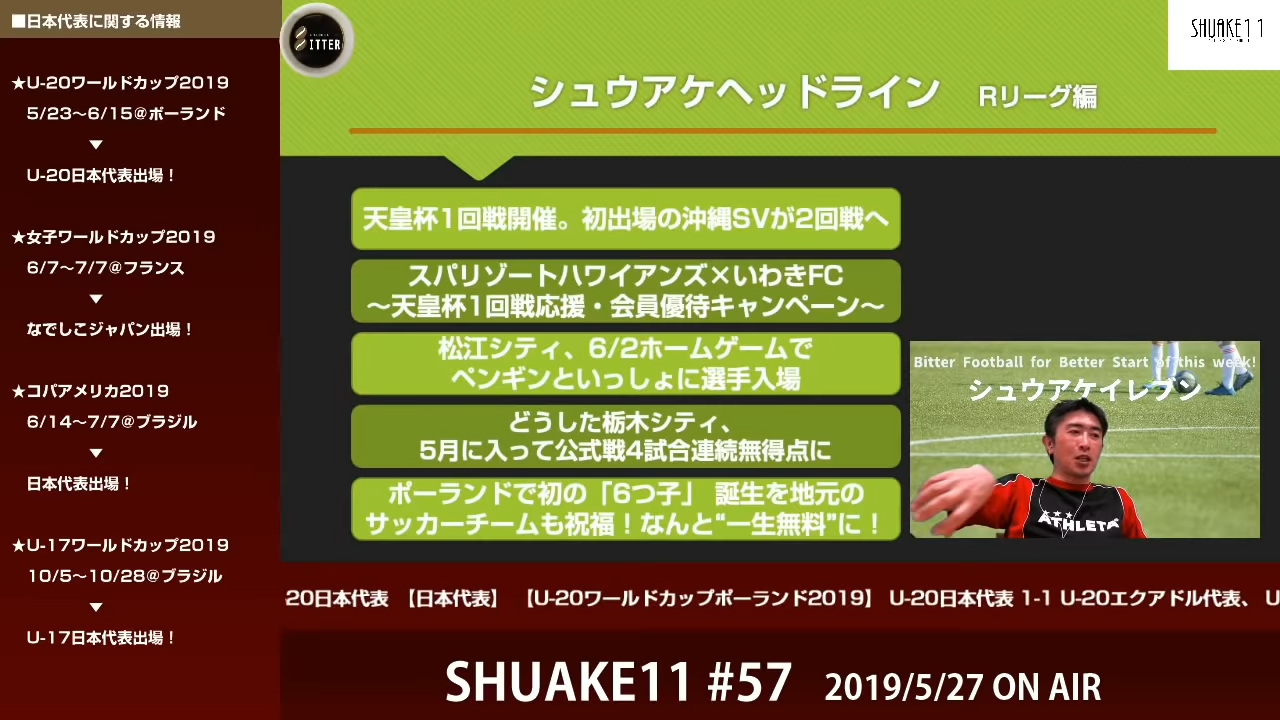 ■日本代表に関する情報
★U-20ワールドカップ2019
5/23～6/15@ポーランド
▼
U-20日本代表出場！
★女子ワールドカップ2019
6/7～7/7@フランス
▼
なでしこジャパン出場！
★コパアメリカ2019
6/14～7/7@ブラジル
▼
日本代表出場！
★U-17ワールドカップ2019
10/5～10/28@ブラジル
▼
U-17日本代表出場！
BITTER
SHUAKE11
シュウアケヘッドライン Rリーグ編
天皇杯1回戦開催。初出場の沖縄SVが2回戦へ
スパリゾートハワイアンズ×いわきFC
～天皇杯1回戦応援・会員優待キャンペーン～
松江シティ、6/2ホームゲームで
ペンギンといっしょに選手入場
どうした栃木シティ、
5月に入って公式戦4試合連続無得点に
ポーランドで初の「6つ子」 誕生を地元の
サッカーチームも祝福！なんと“一生無料”に！
Bitter Football for Better Start of this week!
シュウアケイレブン
ATHLETA
20日本代表 【日本代表】 【U-20ワールドカップポーランド2019】 U-20日本代表 1-1 U-20エクアドル代表、 U
SHUAKE11 #57 2019/5/27 ON AIR